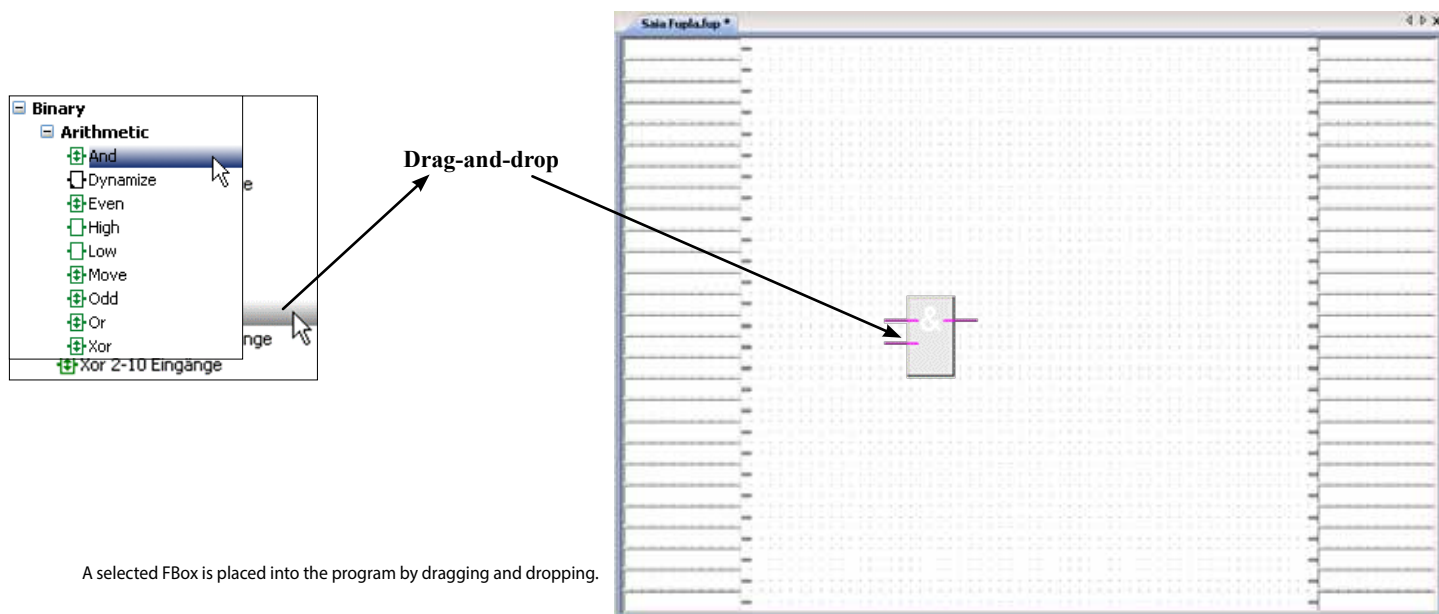 Saia Fupla.fup *
Binary
Arithmetic
And
Dynamize
e
Even
High
Low
Move
Odd
Or
nge
Xor
Xor 2-10 Eingänge
Drag-and-drop
&
A selected FBox is placed into the program by dragging and dropping.